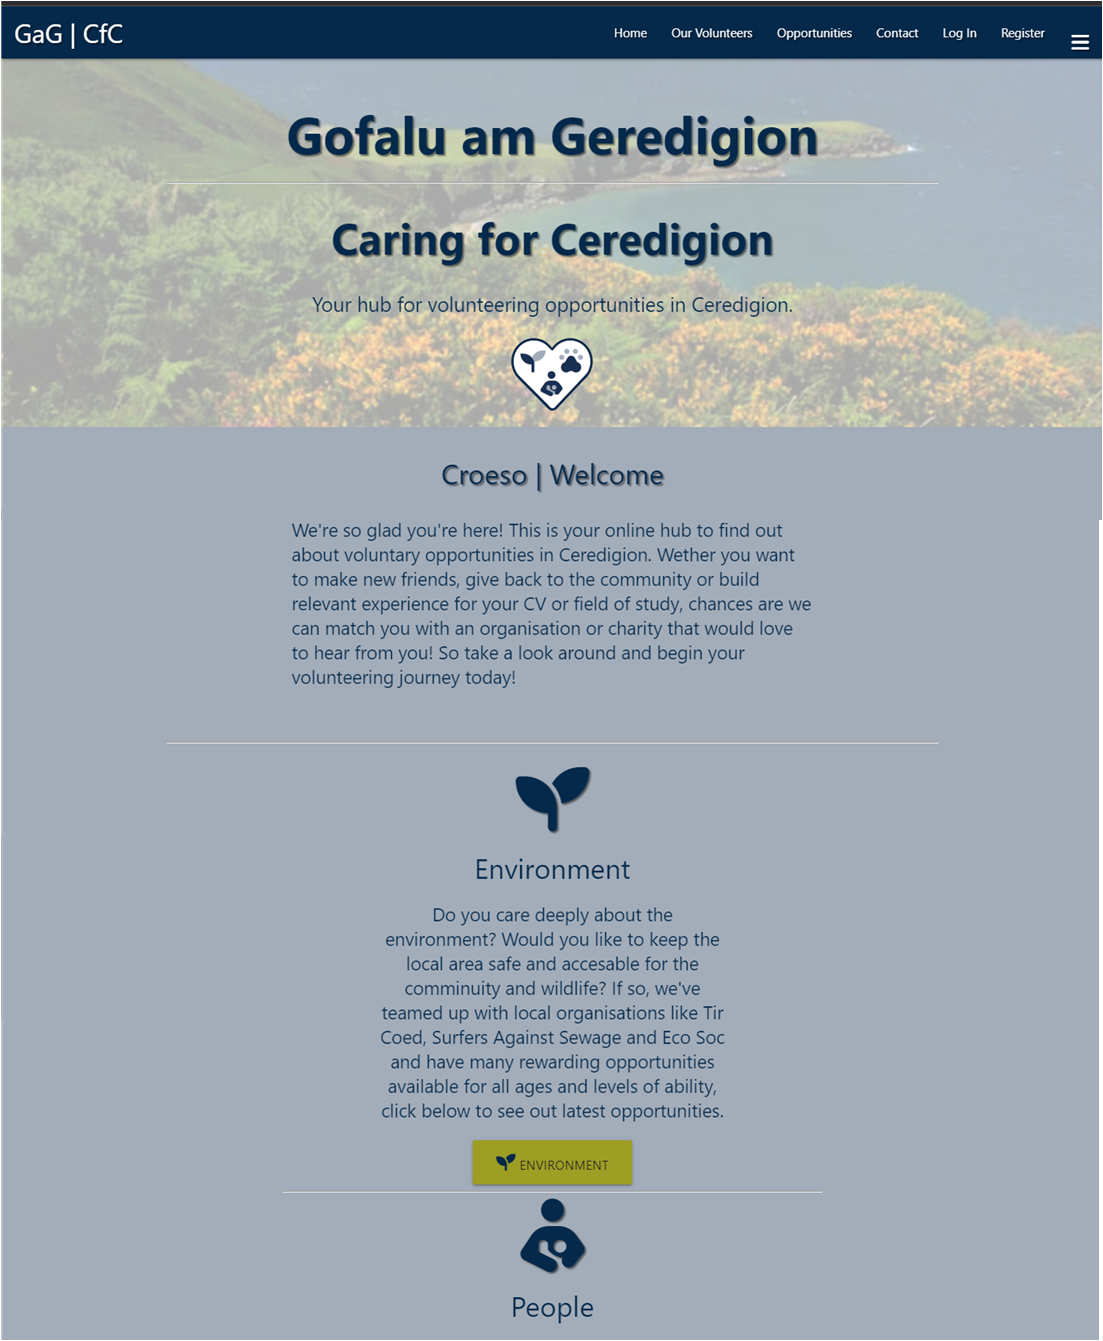 GaG | CfC
Home Our Volunteers Opportunities Contact Log In Register
Gofalu am Geredigion
Caring for Ceredigion
Your hub for volunteering opportunities in Ceredigion.
Croeso | Welcome
We're so glad you're here! This is your online hub to find out
about voluntary opportunities in Ceredigion. Wether you want
to make new friends, give back to the community or build
relevant experience for your CV or field of study, chances are we
can match you with an organisation or charity that would love
to hear from you! So take a look around and begin your
volunteering journey today!
Environment
Do you care deeply about the
environment? Would you like to keep the
local area safe and accesable for the
comminuity and wildlife? If so, we've
teamed up with local organisations like Tir
Coed, Surfers Against Sewage and Eco Soc
and have many rewarding opportunities
available for all ages and levels of ability,
click below to see out latest opportunities.
ENVIRONMENT
People